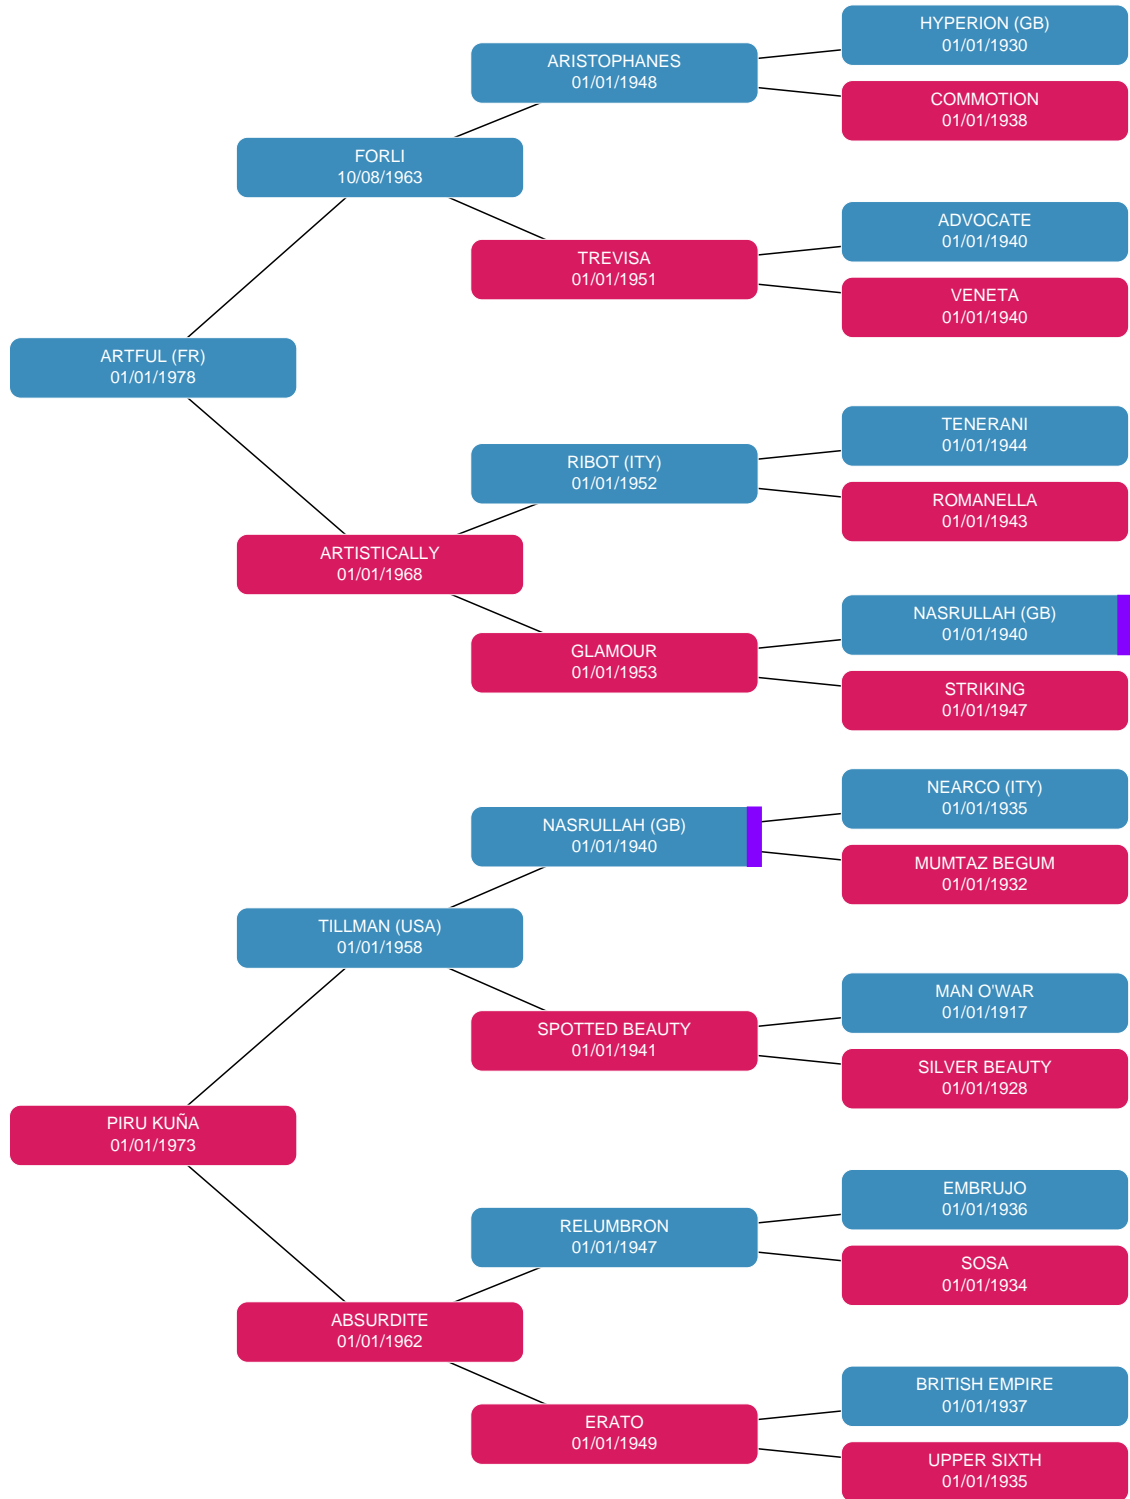 HYPERION (GB)
01/01/1930
ARISTOPHANES
01/01/1948
COMMOTION
01/01/1938
FORLI
10/08/1963
ADVOCATE
01/01/1940
TREVISA
01/01/1951
VENETA
01/01/1940
ARTFUL (FR)
01/01/1978
TENERANI
01/01/1944
RIBOT (ITY)
01/01/1952
ROMANELLA
01/01/1943
ARTISTICALLY
01/01/1968
NASRULLAH (GB)
01/01/1940
GLAMOUR
01/01/1953
STRIKING
01/01/1947
NEARCO (ITY)
01/01/1935
NASRULLAH (GB)
01/01/1940
MUMTAZ BEGUM
01/01/1932
TILLMAN (USA)
01/01/1958
MAN O'WAR
01/01/1917
SPOTTED BEAUTY
01/01/1941
SILVER BEAUTY
01/01/1928
PIRU KUÑA
01/01/1973
EMBRUJO
01/01/1936
RELUMBRON
01/01/1947
SOSA
01/01/1934
ABSURDITE
01/01/1962
BRITISH EMPIRE
01/01/1937
ERATO
01/01/1949
UPPER SIXTH
01/01/1935